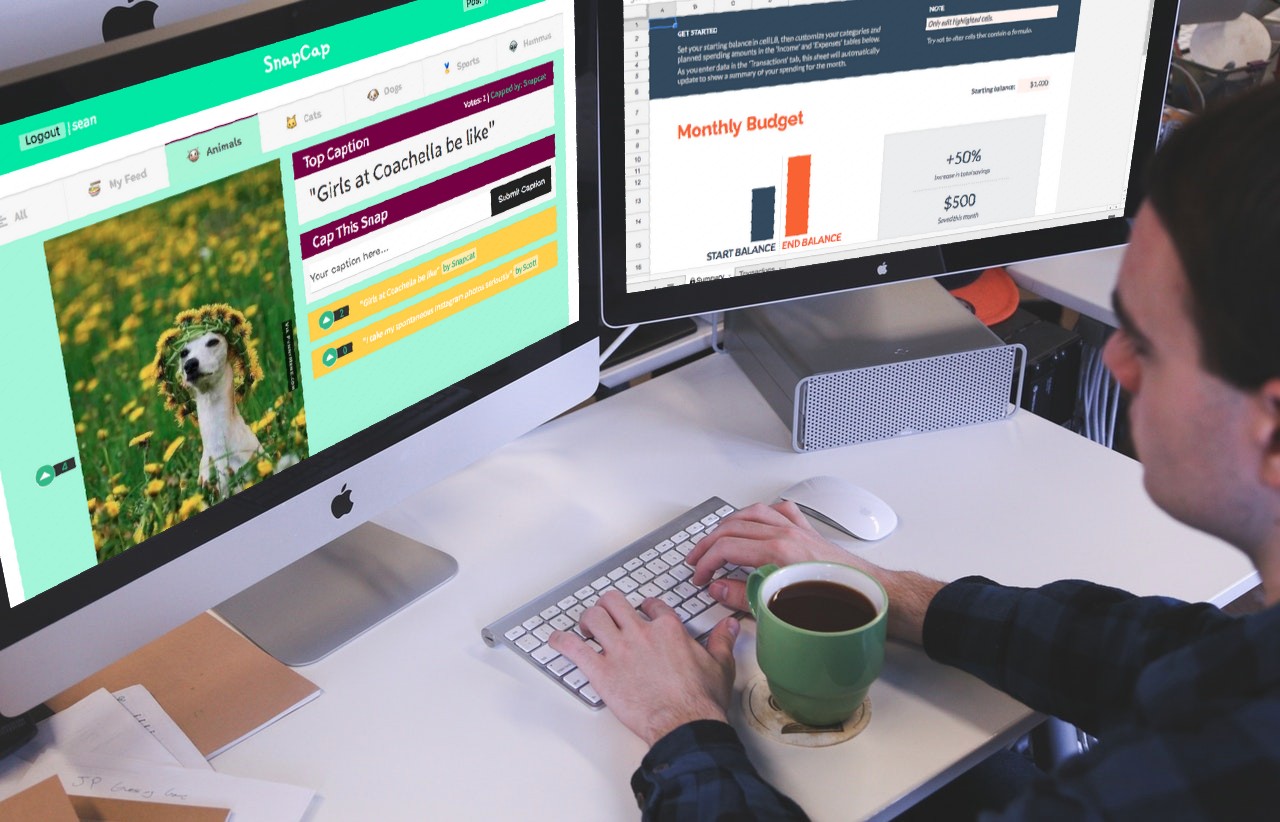 SnapCap
Post
Logout | sean
All
My Feed
Animals
Cats
Dogs
Sports
Hummus
Top Caption
Votes: 2 | Capped by: Snapcat
"Girls at Coachella be like"
Cap This Snap
Your caption here...
Submit Caption
2
"Girls at Coachella be like" by Snapcat
0
"I take my spontaneous instagram photos seriously" by Scott
4
GET STARTED
Set your starting balance in cell L8, then customize your categories and
planned spending amounts in the 'Income' and 'Expenses' tables below.
As you enter data in the 'Transactions' tab, this sheet will automatically
update to show a summary of your spending for the month.
NOTE
Only edit highlighted cells.
Try not to alter cells that contain a formula.
Starting balance: $1,000
Monthly Budget
+50%
Increase in total savings
$500
Saved this month
START BALANCE
END BALANCE
Summary
Transactions